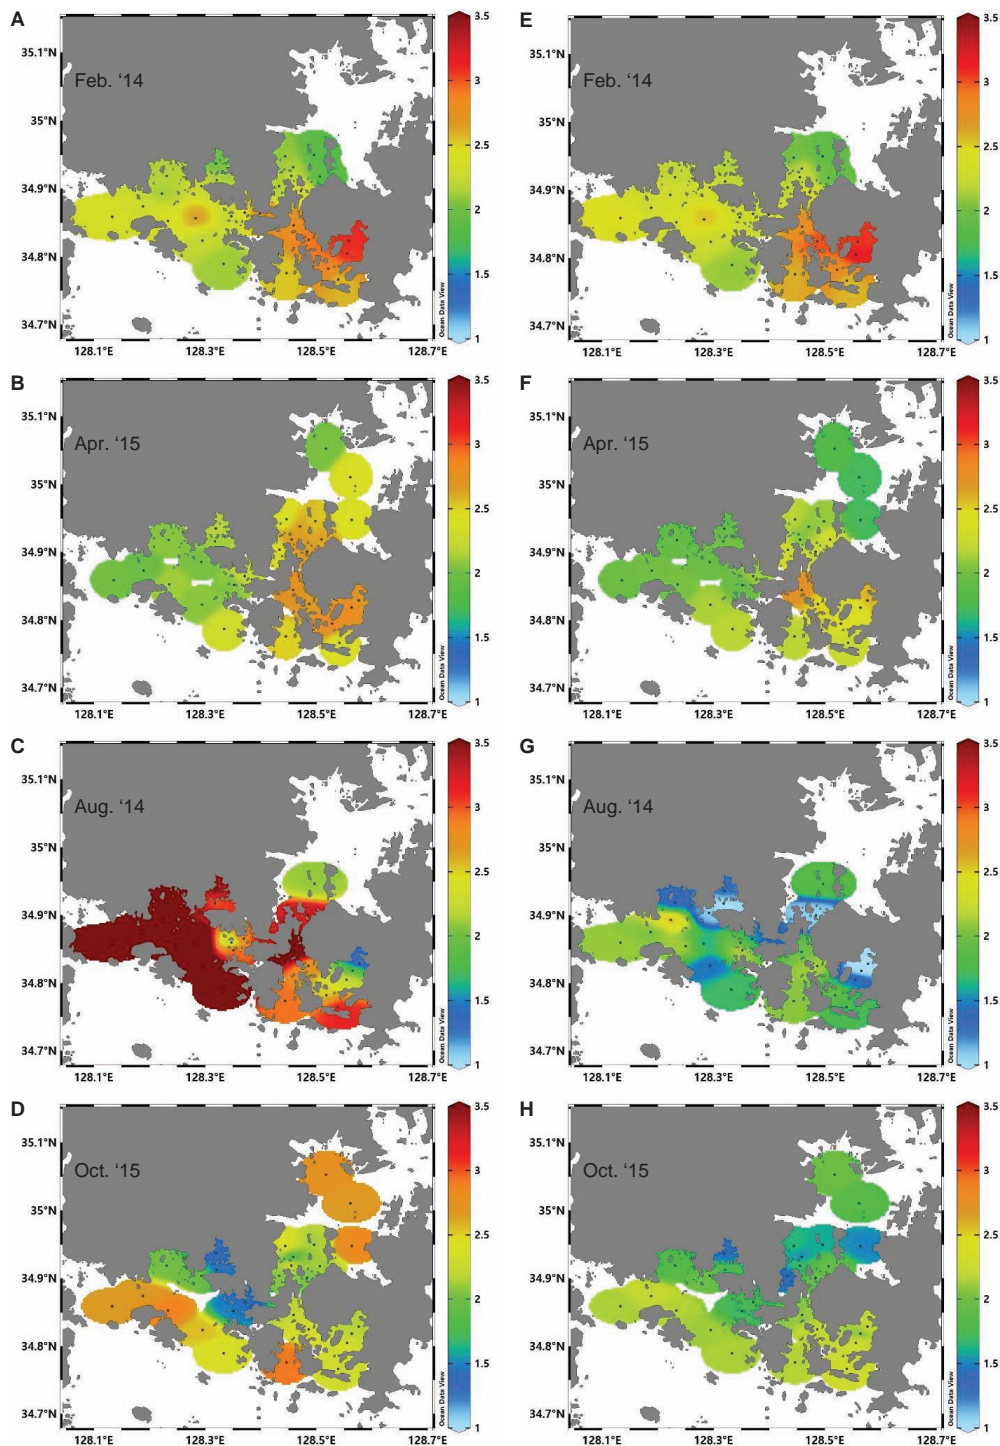 A
Feb. ‘14
35.1°N
35°N
34.9°N
34.8°N
34.7°N
128.1°E 128.3°E 128.5°E 128.7°E
3.5
3
2.5
2
1.5
1
Ocean Data View
E
Feb. ‘14
35.1°N
35°N
34.9°N
34.8°N
34.7°N
128.1°E 128.3°E 128.5°E 128.7°E
3.5
3
2.5
2
1.5
1
Ocean Data View
B
Apr. ‘15
35.1°N
35°N
34.9°N
34.8°N
34.7°N
128.1°E 128.3°E 128.5°E 128.7°E
3.5
3
2.5
2
1.5
1
Ocean Data View
F
Apr. ‘15
35.1°N
35°N
34.9°N
34.8°N
34.7°N
128.1°E 128.3°E 128.5°E 128.7°E
3.5
3
2.5
2
1.5
1
Ocean Data View
C
Aug. ‘14
35.1°N
35°N
34.9°N
34.8°N
34.7°N
128.1°E 128.3°E 128.5°E 128.7°E
3.5
3
2.5
2
1.5
1
Ocean Data View
G
Aug. ‘14
35.1°N
35°N
34.9°N
34.8°N
34.7°N
128.1°E 128.3°E 128.5°E 128.7°E
3.5
3
2.5
2
1.5
1
Ocean Data View
D
Oct. ‘15
35.1°N
35°N
34.9°N
34.8°N
34.7°N
128.1°E 128.3°E 128.5°E 128.7°E
3.5
3
2.5
2
1.5
1
Ocean Data View
H
Oct. ‘15
35.1°N
35°N
34.9°N
34.8°N
34.7°N
128.1°E 128.3°E 128.5°E 128.7°E
3.5
3
2.5
2
1.5
1
Ocean Data View